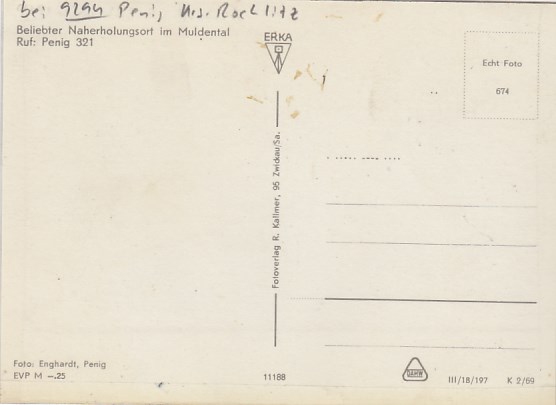 bei 9294 Penig, Krs. Rochlitz
Beliebter Naherholungsort im Muldental
Ruf: Penig 321
ERKA
Echt Foto
674
Fotoverlag R. Kallmer, 95 Zwickau/Sa.
Foto: Enghardt, Penig
EVP M –.25
11188
III/18/197 K 2/69